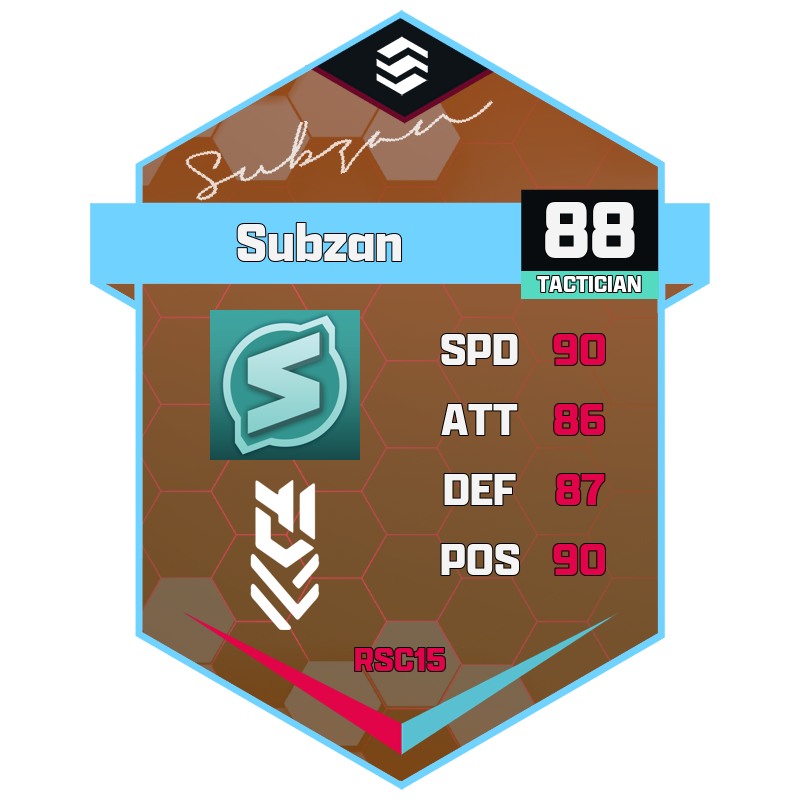 Subzan
Subzan
88
TACTICIAN
SPD 90
ATT 86
DEF 87
POS 90
RSC15